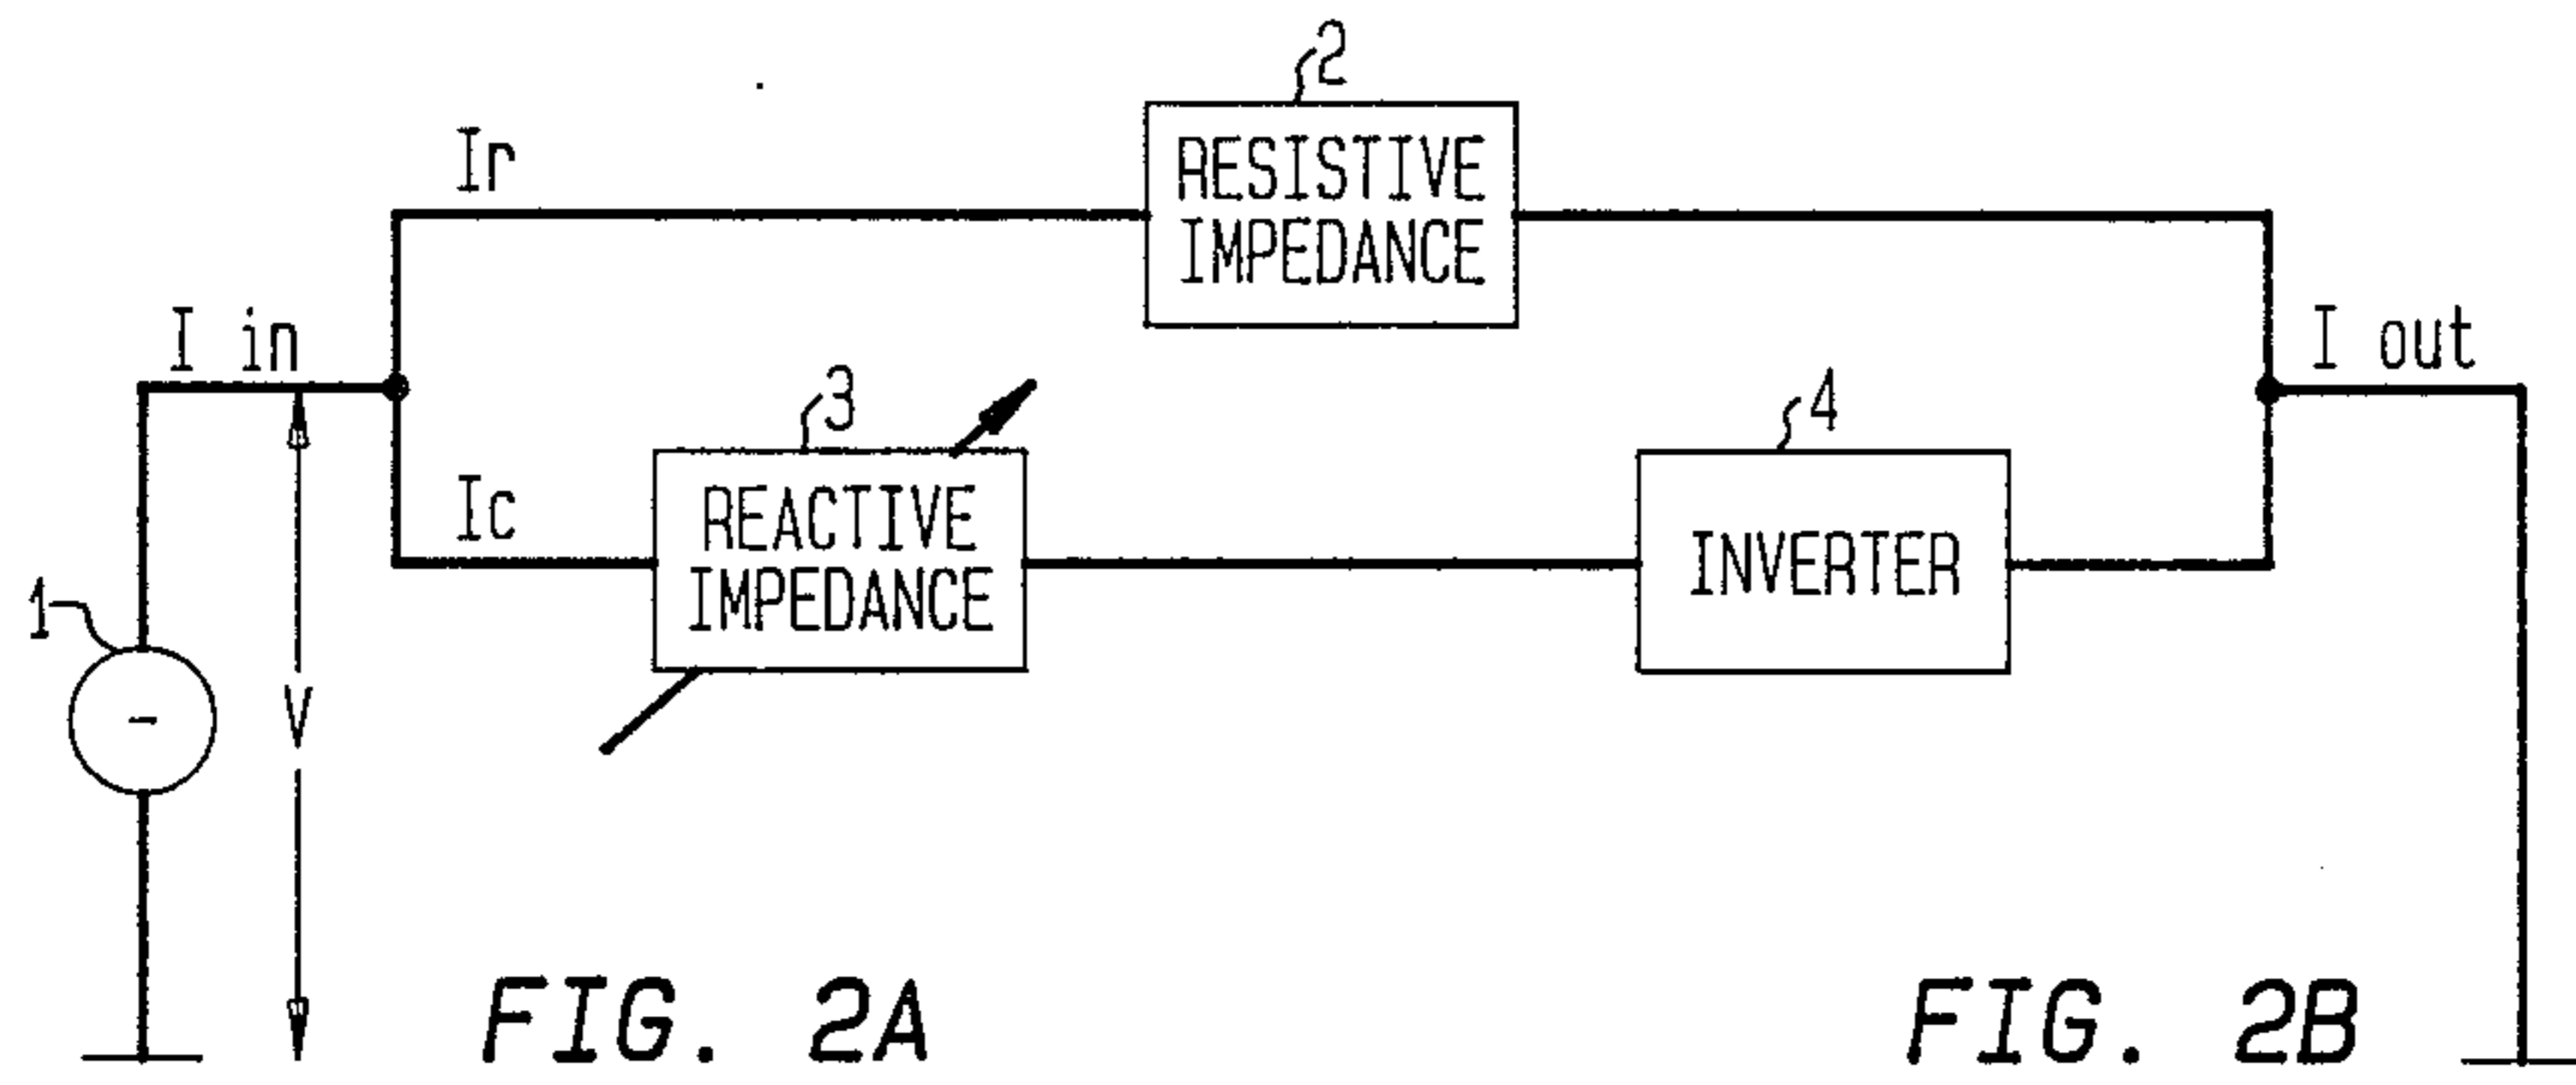 2
Ir
RESISTIVE
IMPEDANCE
I in
I out
3
4
Ic
REACTIVE
IMPEDANCE
INVERTER
1
-
V
FIG. 2A
FIG. 2B